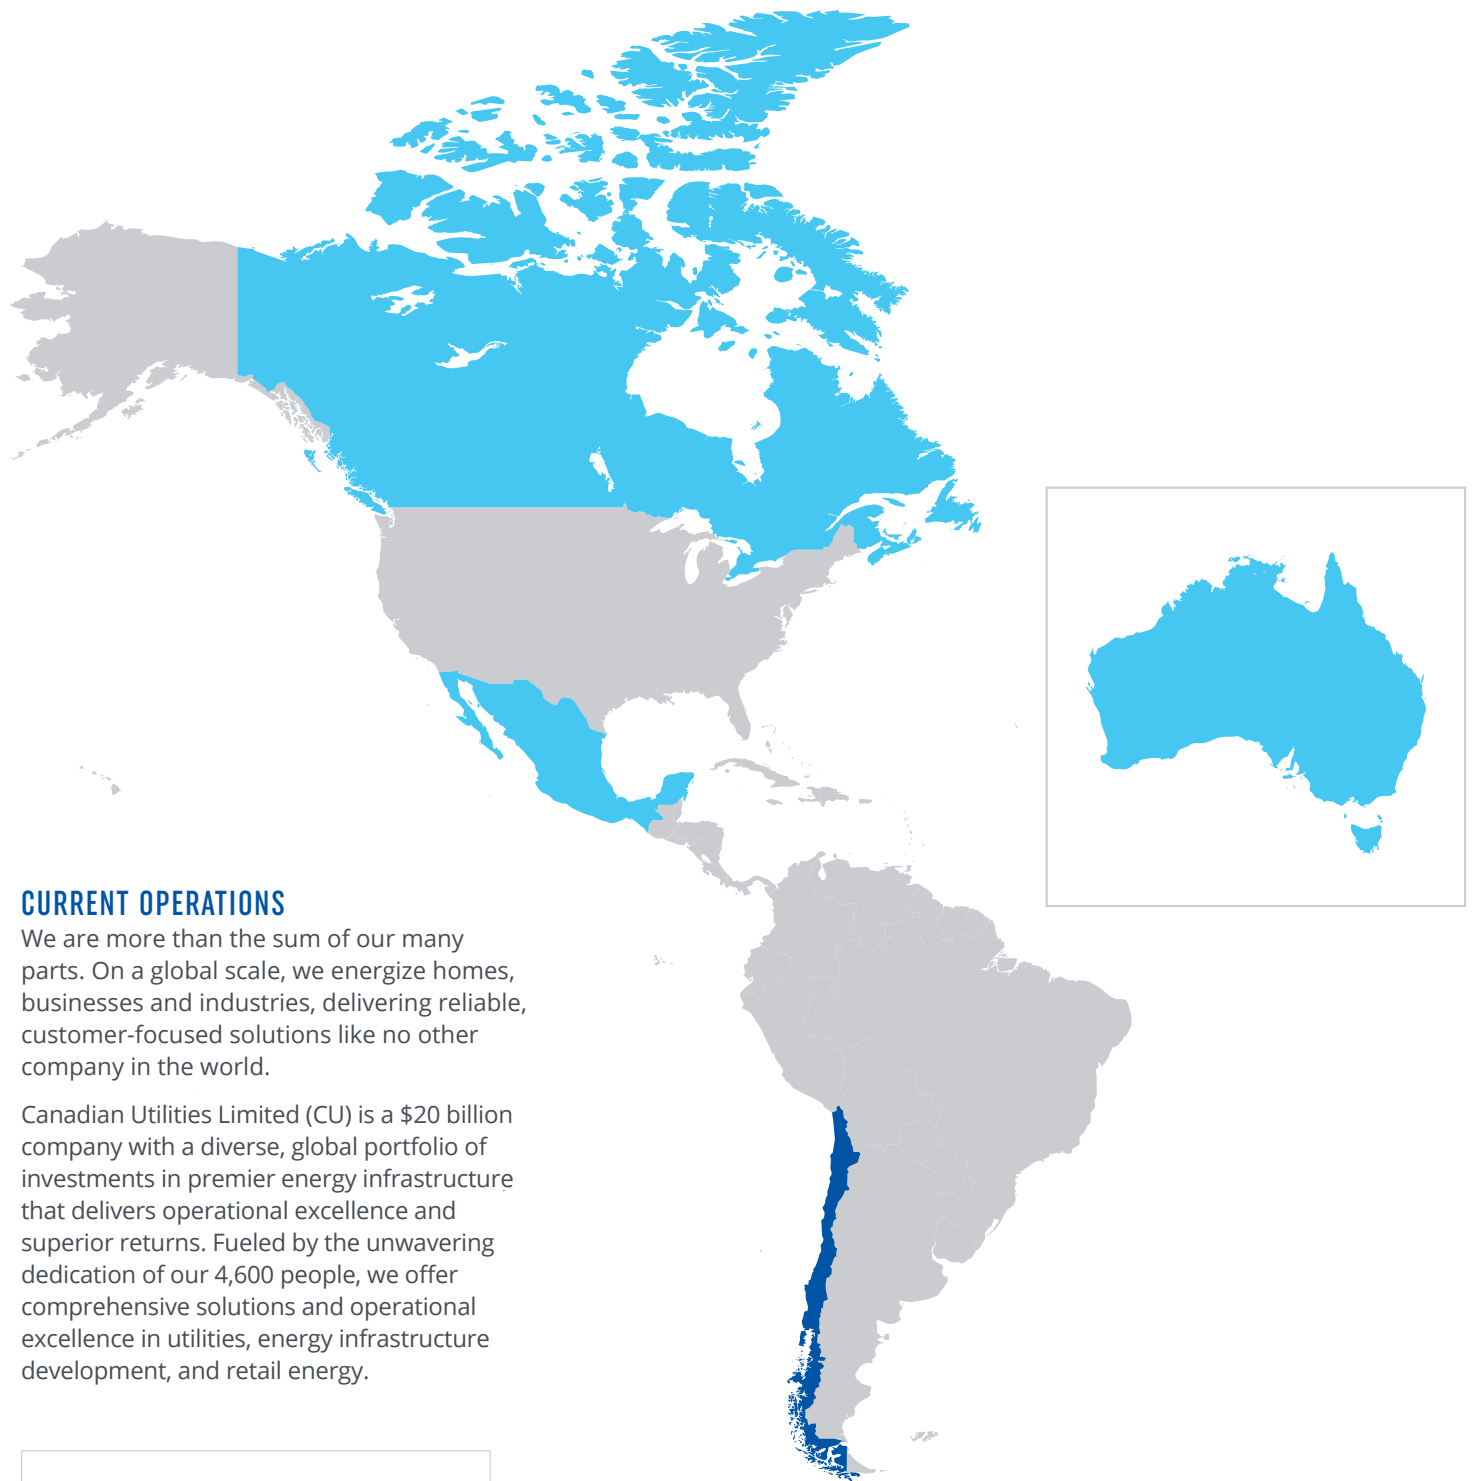 CURRENT OPERATIONS
We are more than the sum of our many
parts. On a global scale, we energize homes,
businesses and industries, delivering reliable,
customer-focused solutions like no other
company in the world.
Canadian Utilities Limited (CU) is a $20 billion
company with a diverse, global portfolio of
investments in premier energy infrastructure
that delivers operational excellence and
superior returns. Fueled by the unwavering
dedication of our 4,600 people, we offer
comprehensive solutions and operational
excellence in utilities, energy infrastructure
development, and retail energy.